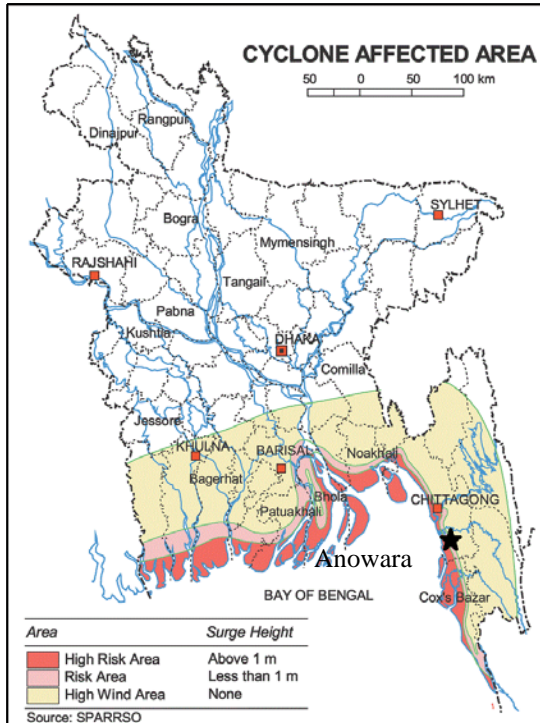 CYCLONE AFFECTED AREA
50 0 50 100 km
Rangpur
Dinajpur
SYLHET
Bogra
Mymensingh
RAJSHAHI
Tangail
Pabna
DHAKA
Kushtia
Comilla
Jessore
KHULNA
BARISAL
Noakhali
Bagerhat
Bhola
CHITTAGONG
Patuakhali
Anowara
Cox's Bazar
BAY OF BENGAL
Area Surge Height
High Risk Area Above 1 m
Risk Area Less than 1 m
High Wind Area None
Source: SPARRSO
1